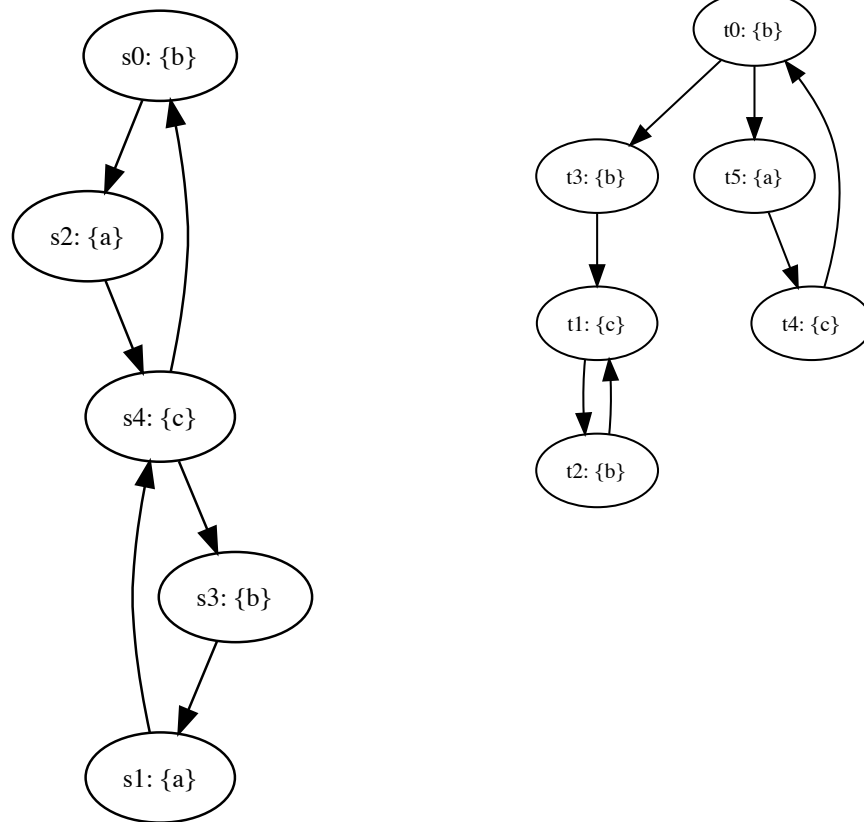 s0: {b}
s2: {a}
s4: {c}
s3: {b}
s1: {a}
t0: {b}
t3: {b}
t5: {a}
t1: {c}
t4: {c}
t2: {b}